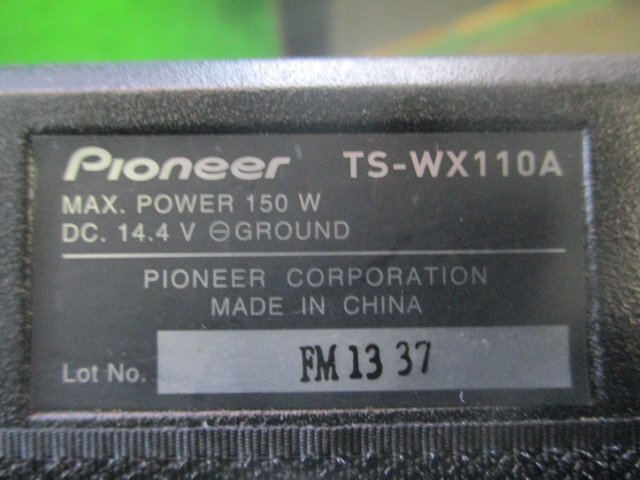 Pioneer TS-WX110A
MAX. POWER 150 W
DC. 14.4 V ⊖ GROUND
PIONEER CORPORATION
MADE IN CHINA
Lot No. FM 13 37